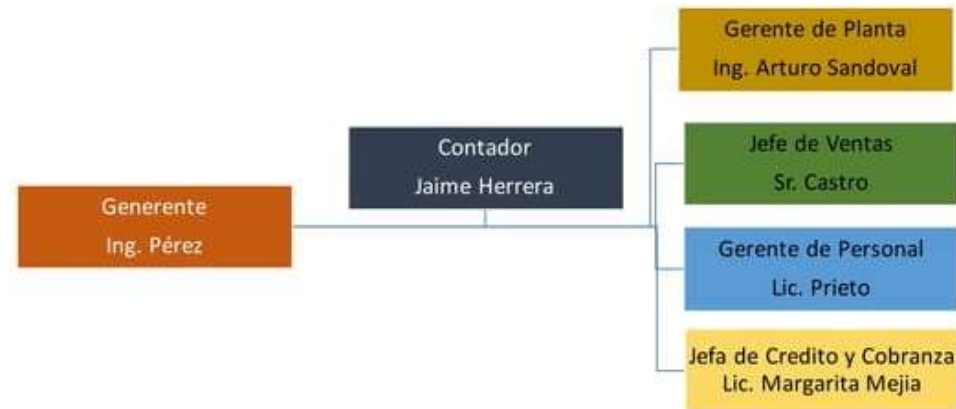 Generente
Ing. Pérez
Contador
Jaime Herrera
Gerente de Planta
Ing. Arturo Sandoval
Jefe de Ventas
Sr. Castro
Gerente de Personal
Lic. Prieto
Jefa de Credito y Cobranza
Lic. Margarita Mejia